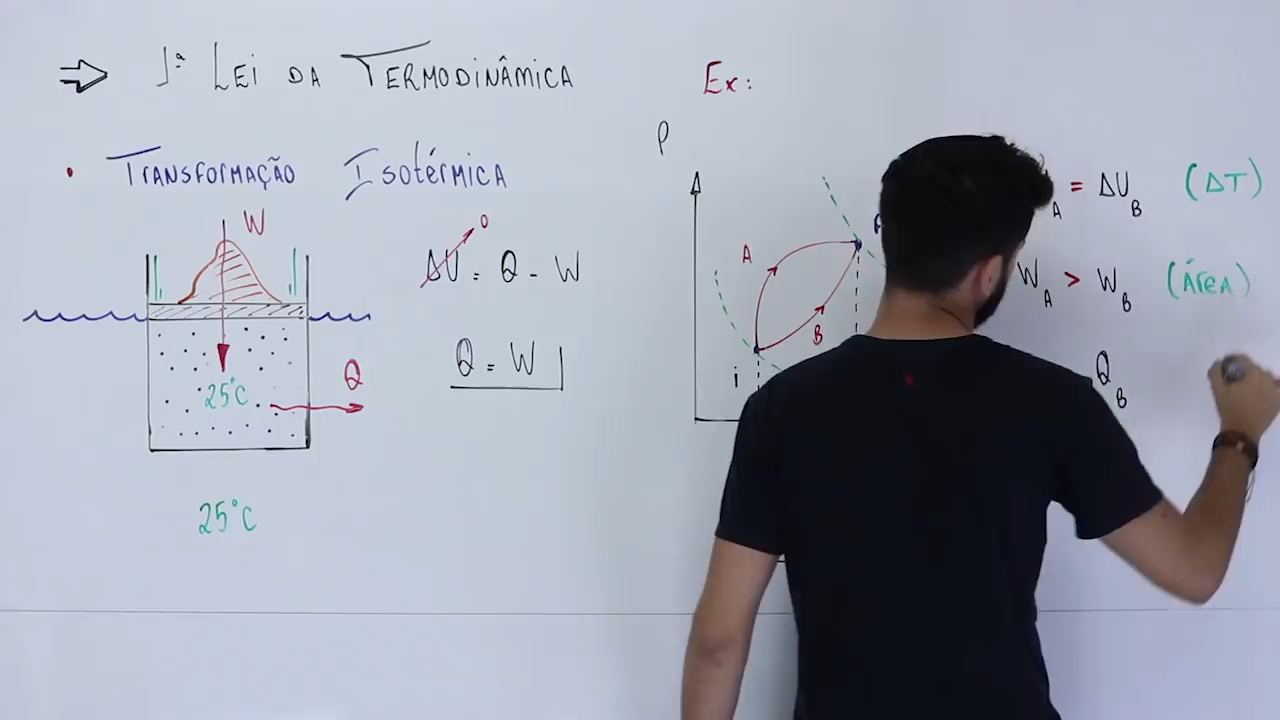 ⇒ 1ª LEI DA TERMODINÂMICA
• TRANSFORMAÇÃO ISOTÉRMICA
W
ΔU = Q - W
0
Q = W
Q
25°C
25°C
Ex:
P
A
B
i
A = ΔU B (ΔT)
W A > W B (ÁREA)
Q B